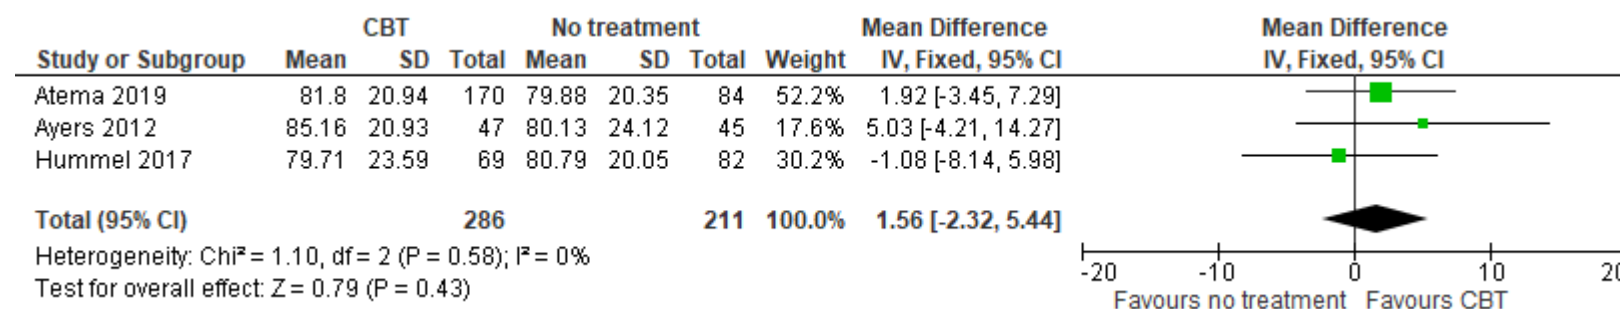 CBT No treatment Mean Difference Mean Difference
Study or Subgroup Mean SD Total Mean SD Total Weight IV, Fixed, 95% CI IV, Fixed, 95% CI
Atema 2019 81.8 20.94 170 79.88 20.35 84 52.2% 1.92 [-3.45, 7.29]
Ayers 2012 85.16 20.93 47 80.13 24.12 45 17.6% 5.03 [-4.21, 14.27]
Hummel 2017 79.71 23.59 69 80.79 20.05 82 30.2% -1.08 [-8.14, 5.98]
Total (95% CI) 286 211 100.0% 1.56 [-2.32, 5.44]
Heterogeneity: Chi² = 1.10, df = 2 (P = 0.58); I² = 0%
Test for overall effect: Z = 0.79 (P = 0.43)
-20 -10 0 10 20
Favours no treatment Favours CBT